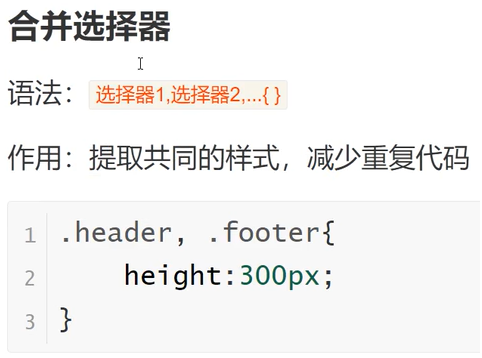 合并选择器
语法：选择器1,选择器2,...{ }
作用：提取共同的样式，减少重复代码
1 .header, .footer{
2     height:300px;
3 }